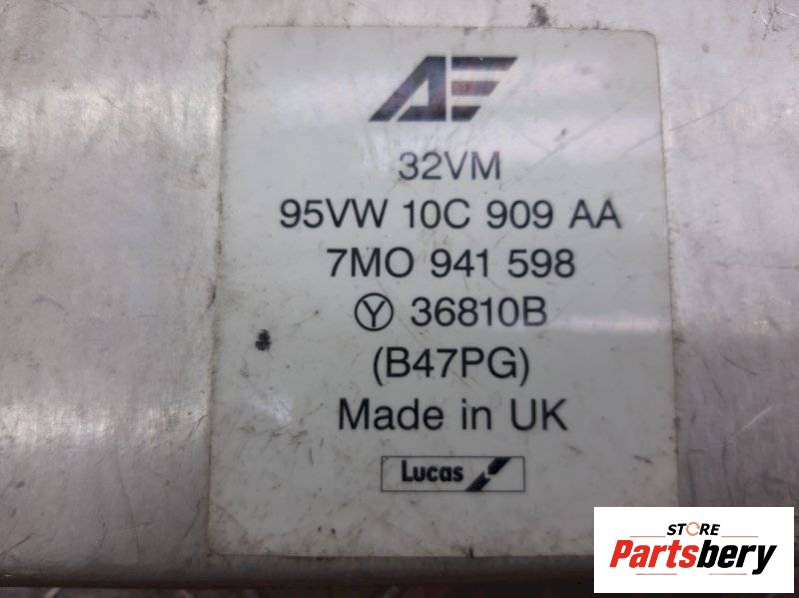 AE
32VM
95VW 10C 909 AA
7MO 941 598
Ⓨ 36810B
(B47PG)
Made in UK
Lucas
STORE
Partsbery